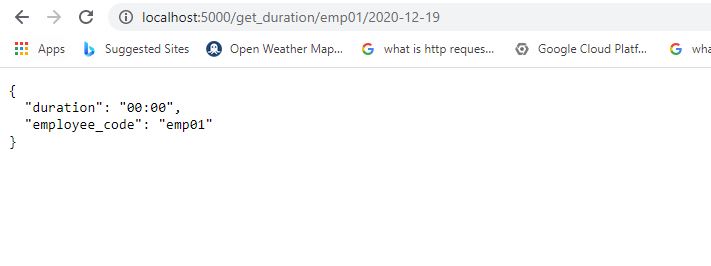 localhost:5000/get_duration/emp01/2020-12-19
Apps Suggested Sites Open Weather Map... G what is http reques... Google Cloud Platf... G wha
{
"duration": "00:00",
"employee_code": "emp01"
}